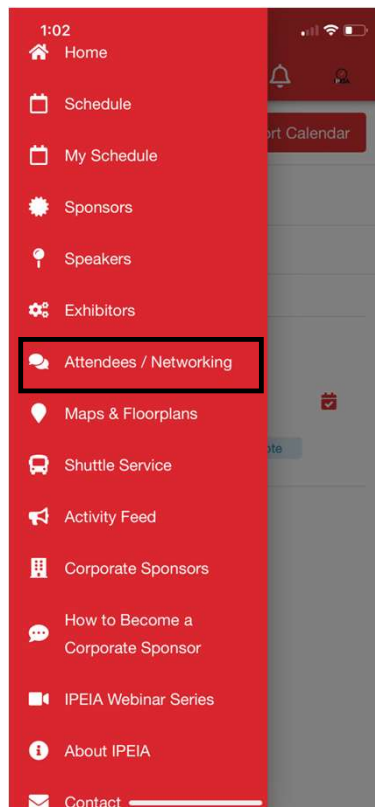 1:02
Home
Schedule
ort Calendar
My Schedule
Sponsors
Speakers
Exhibitors
Attendees / Networking
Maps & Floorplans
ote
Shuttle Service
Activity Feed
Corporate Sponsors
How to Become a
Corporate Sponsor
IPEIA Webinar Series
About IPEIA
Contact